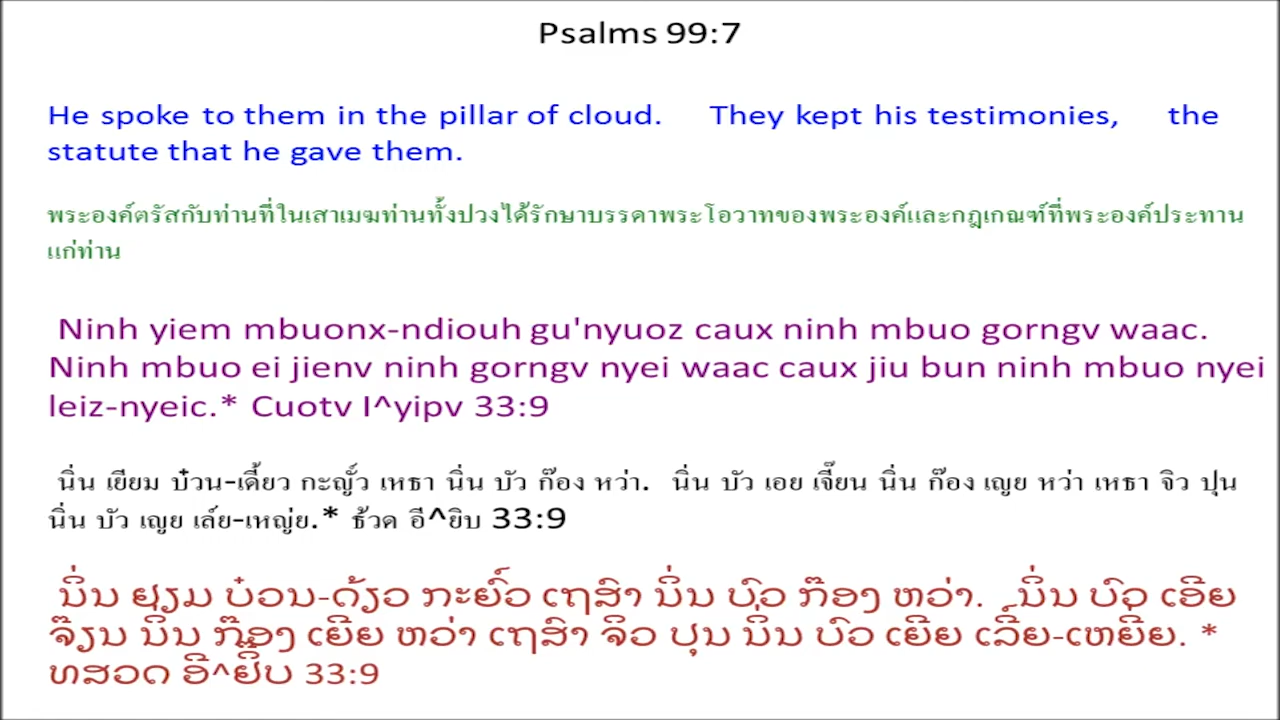 Psalms 99:7
He spoke to them in the pillar of cloud. They kept his testimonies, the
statute that he gave them.
พระองค์ตรัสกับท่านที่ในเสาเมฆท่านทั้งปวงได้รักษาบรรดาพระโอวาทของพระองค์และกฎเกณฑ์ที่พระองค์ประทาน
แก่ท่าน
Ninh yiem mbuonx-ndiouh gu'nyuoz caux ninh mbuo gorngv waac.
Ninh mbuo ei jienv ninh gorngv nyei waac caux jiu bun ninh mbuo nyei
leiz-nyeic.* Cuotv I^yipv 33:9
นิ่น เยียม บ๋วน-เดี้ยว กะญั์ว เหธา นิ่น บัว ก๊อง หว่า. นิ่น บัว เอย เจี๊ยน นิ่น ก๊อง เญย หว่า เหธา จิว ปุน
นิ่น บัว เญย เล์ย-เหญ่ย.* ธ้วด อี^ยิบ 33:9
ນິ່ນ ຢຽມ ບ໋ວນ-ດ້ຽວ ກະຍົ໌ວ ເຖສົາ ນິ່ນ ບົວ ກ໊ອງ ຫວ່າ. ນິ່ນ ບົວ ເອີຍ
ຈ໊ຽນ ນິ່ນ ກ໊ອງ ເຍີຍ ຫວ່າ ເຖສົາ ຈິວ ປຸນ ນິ່ນ ບົວ ເຍີຍ ເລີ໌ຍ-ເຫຍີ່ຍ. *
ທສວດ ອີ^ຢິ໊ບ 33:9